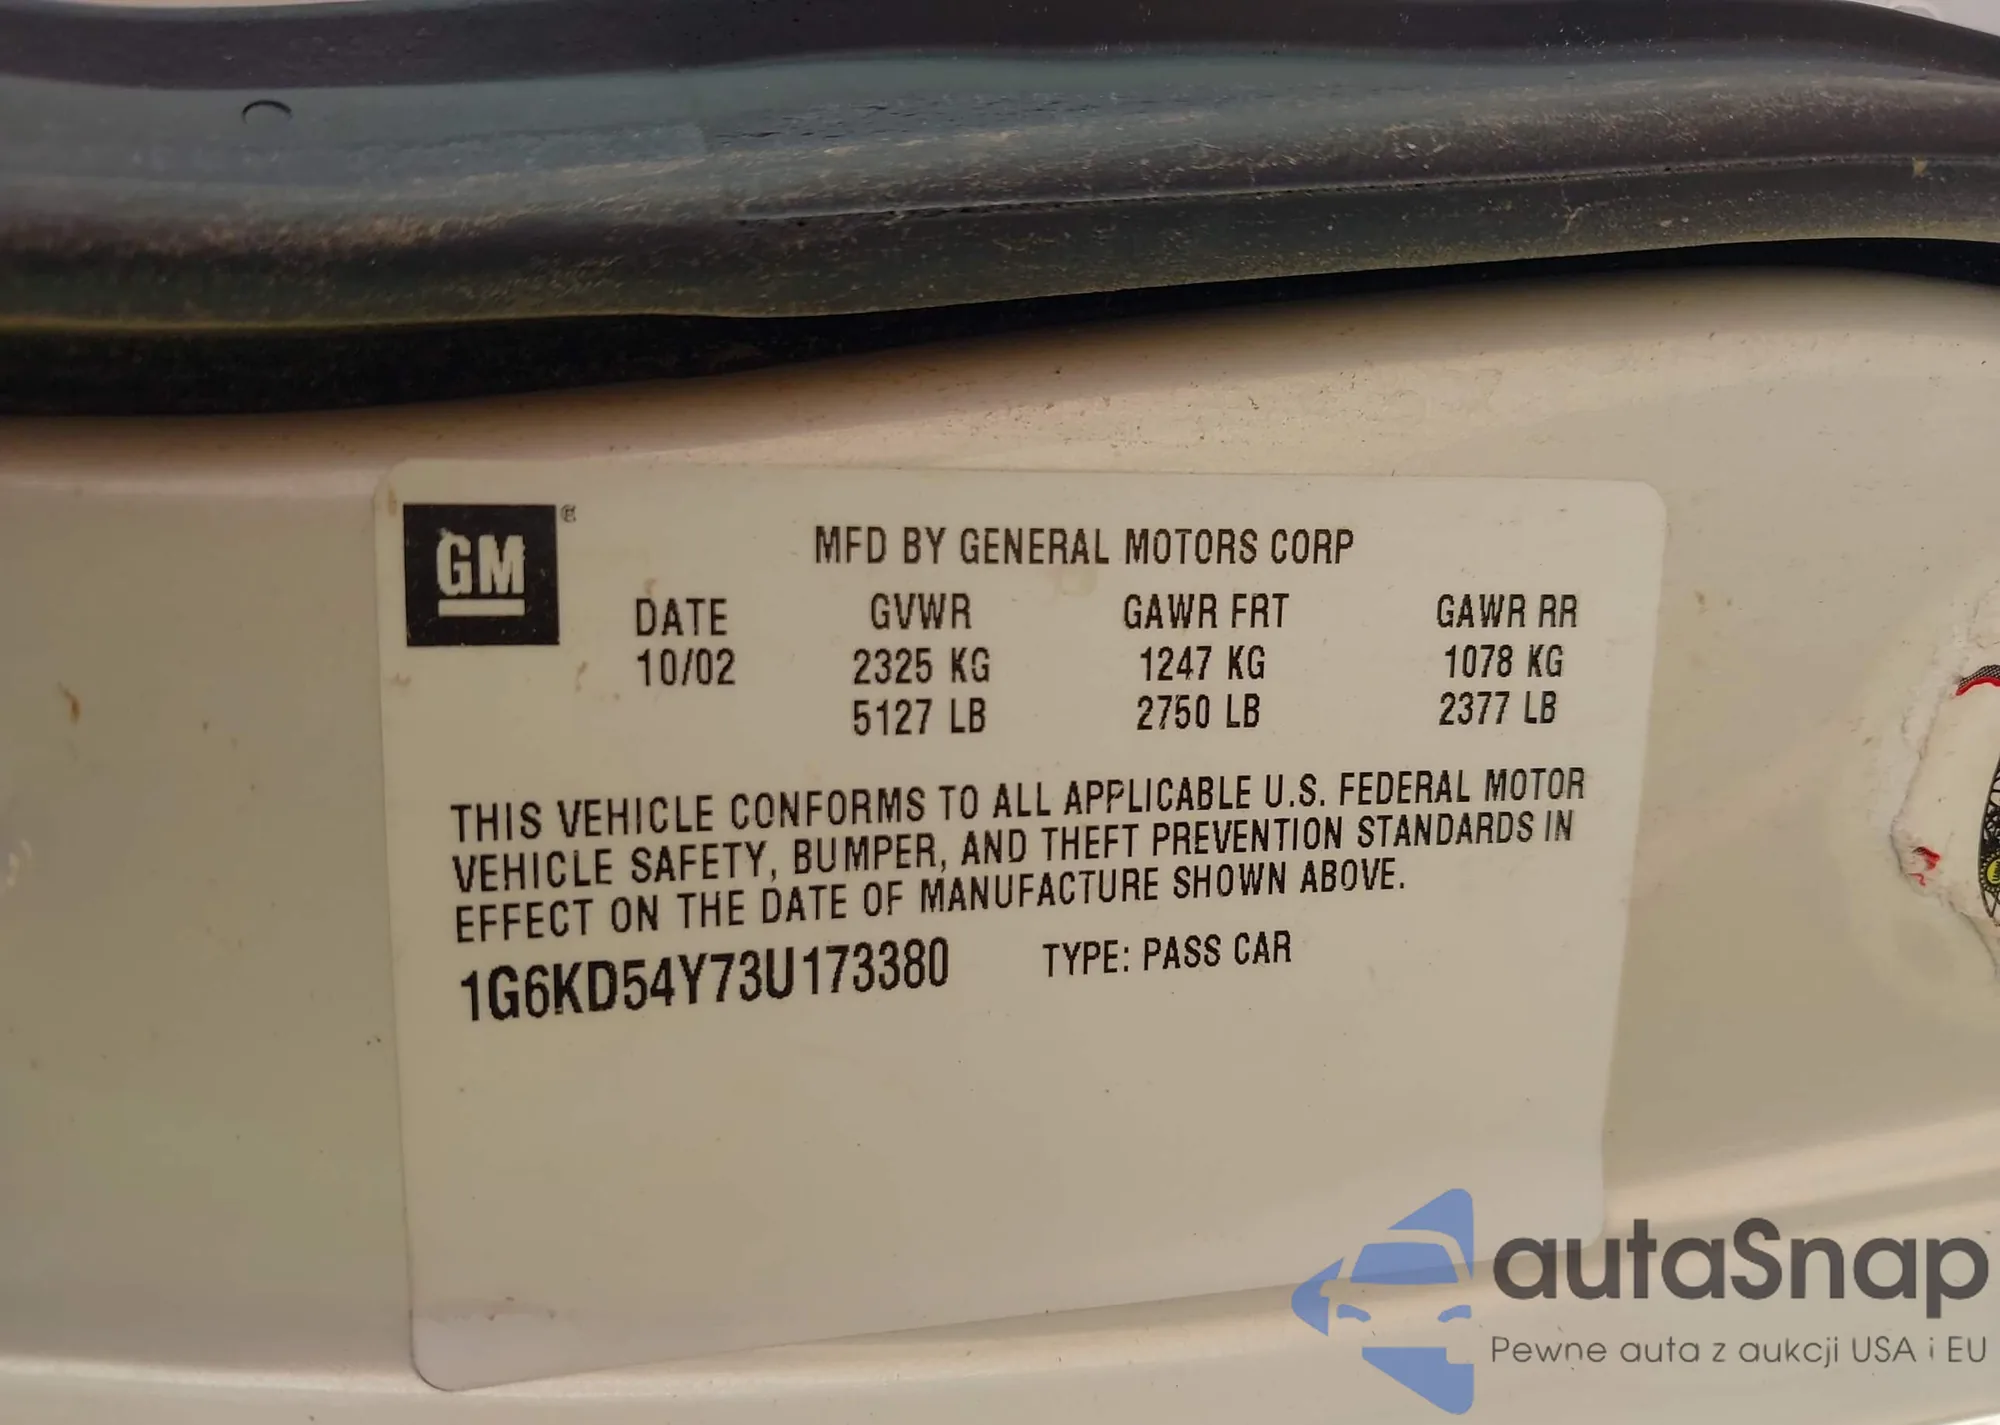 GM
MFD BY GENERAL MOTORS CORP
DATE GVWR GAWR FRT GAWR RR
10/02 2325 KG 1247 KG 1078 KG
5127 LB 2750 LB 2377 LB
THIS VEHICLE CONFORMS TO ALL APPLICABLE U.S. FEDERAL MOTOR
VEHICLE SAFETY, BUMPER, AND THEFT PREVENTION STANDARDS IN
EFFECT ON THE DATE OF MANUFACTURE SHOWN ABOVE.
1G6KD54Y73U173380 TYPE: PASS CAR
autaSnap
Pewne auta z aukcji USA i EU